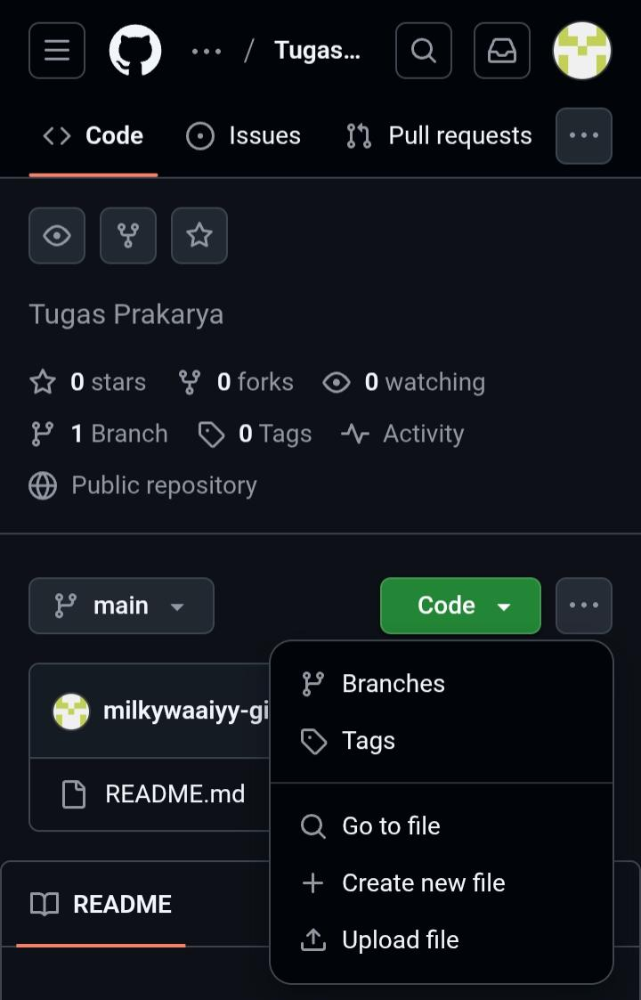 / Tugas...
Code Issues Pull requests
Tugas Prakarya
0 stars 0 forks 0 watching
1 Branch 0 Tags Activity
Public repository
main Code
Branches
milkywaaiyy-gi
Tags
README.md
Go to file
Create new file
README
Upload file